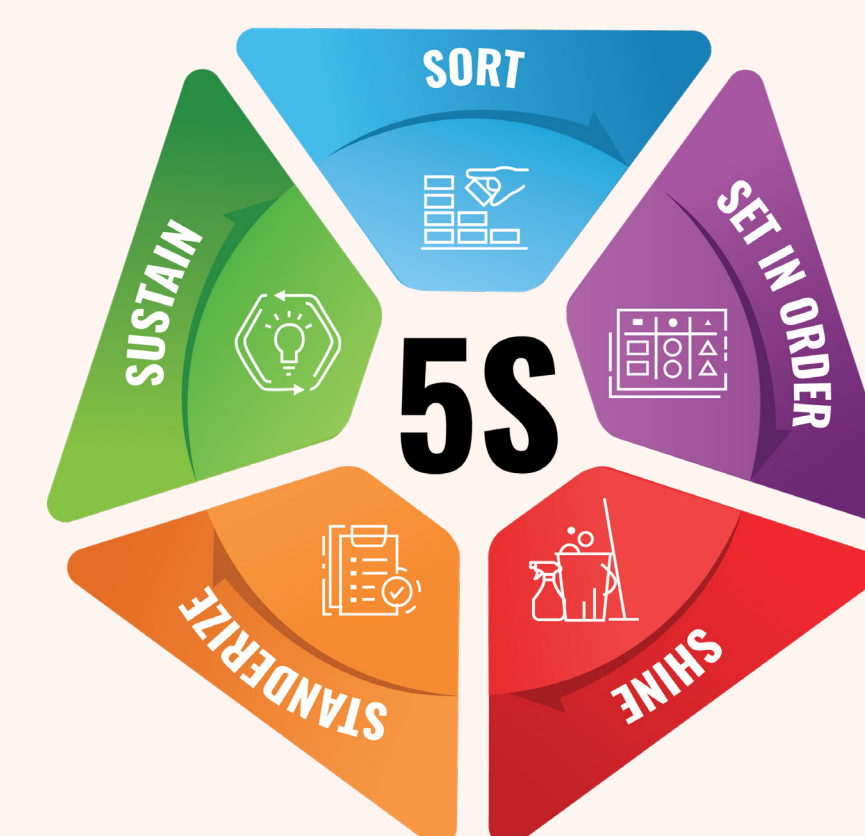 SORT
SET IN ORDER
SHINE
STANDERIZE
SUSTAIN
5S